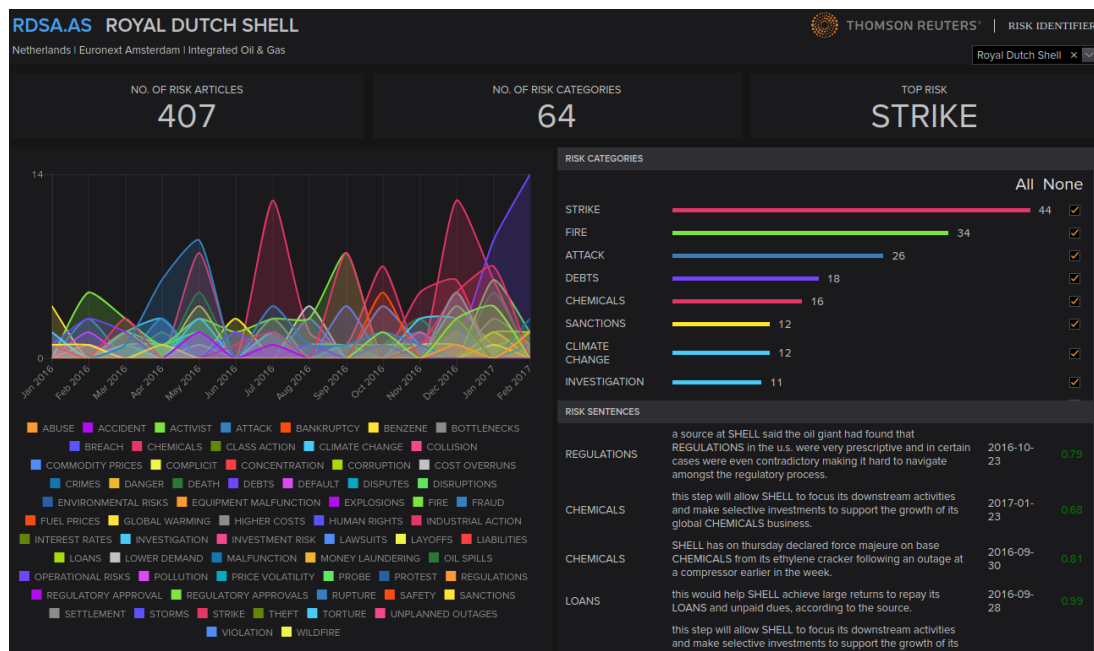 RDSA.AS ROYAL DUTCH SHELL
THOMSON REUTERS® | RISK IDENTIFIER
Netherlands | Euronext Amsterdam | Integrated Oil & Gas
Royal Dutch Shell ×
NO. OF RISK ARTICLES
407
NO. OF RISK CATEGORIES
64
TOP RISK
STRIKE
14
0
Jan 2016 Feb 2016 Mar 2016 Apr 2016 May 2016 Jun 2016 Jul 2016 Aug 2016 Sep 2016 Oct 2016 Nov 2016 Dec 2016 Jan 2017 Feb 2017
ABUSE ACCIDENT ACTIVIST ATTACK BANKRUPTCY BENZENE BOTTLENECKS
BREACH CHEMICALS CLASS ACTION CLIMATE CHANGE COLLISION
COMMODITY PRICES COMPLICIT CONCENTRATION CORRUPTION COST OVERRUNS
CRIMES DANGER DEATH DEBTS DEFAULT DISPUTES DISRUPTIONS
ENVIRONMENTAL RISKS EQUIPMENT MALFUNCTION EXPLOSIONS FIRE FRAUD
FUEL PRICES GLOBAL WARMING HIGHER COSTS HUMAN RIGHTS INDUSTRIAL ACTION
INTEREST RATES INVESTIGATION INVESTMENT RISK LAWSUITS LAYOFFS LIABILITIES
LOANS LOWER DEMAND MALFUNCTION MONEY LAUNDERING OIL SPILLS
OPERATIONAL RISKS POLLUTION PRICE VOLATILITY PROBE PROTEST REGULATIONS
REGULATORY APPROVAL REGULATORY APPROVALS RUPTURE SAFETY SANCTIONS
SETTLEMENT STORMS STRIKE THEFT TORTURE UNPLANNED OUTAGES
VIOLATION WILDFIRE
RISK CATEGORIES
All None
STRIKE 44
FIRE 34
ATTACK 26
DEBTS 18
CHEMICALS 16
SANCTIONS 12
CLIMATE
CHANGE 12
INVESTIGATION 11
RISK SENTENCES
a source at SHELL said the oil giant had found that
REGULATIONS in the u.s. were very prescriptive and in certain
cases were even contradictory making it hard to navigate
amongst the regulatory process.
REGULATIONS
2016-10-
23
0.79
this step will allow SHELL to focus its downstream activities
and make selective investments to support the growth of its
global CHEMICALS business.
CHEMICALS
2017-01-
23
0.68
SHELL has on thursday declared force majeure on base
CHEMICALS from its ethylene cracker following an outage at
a compressor earlier in the week.
CHEMICALS
2016-09-
30
0.81
this would help SHELL achieve large returns to repay its
LOANS and unpaid dues, according to the source.
LOANS
2016-09-
28
0.99
this step will allow SHELL to focus its downstream activities
and make selective investments to support the growth of its